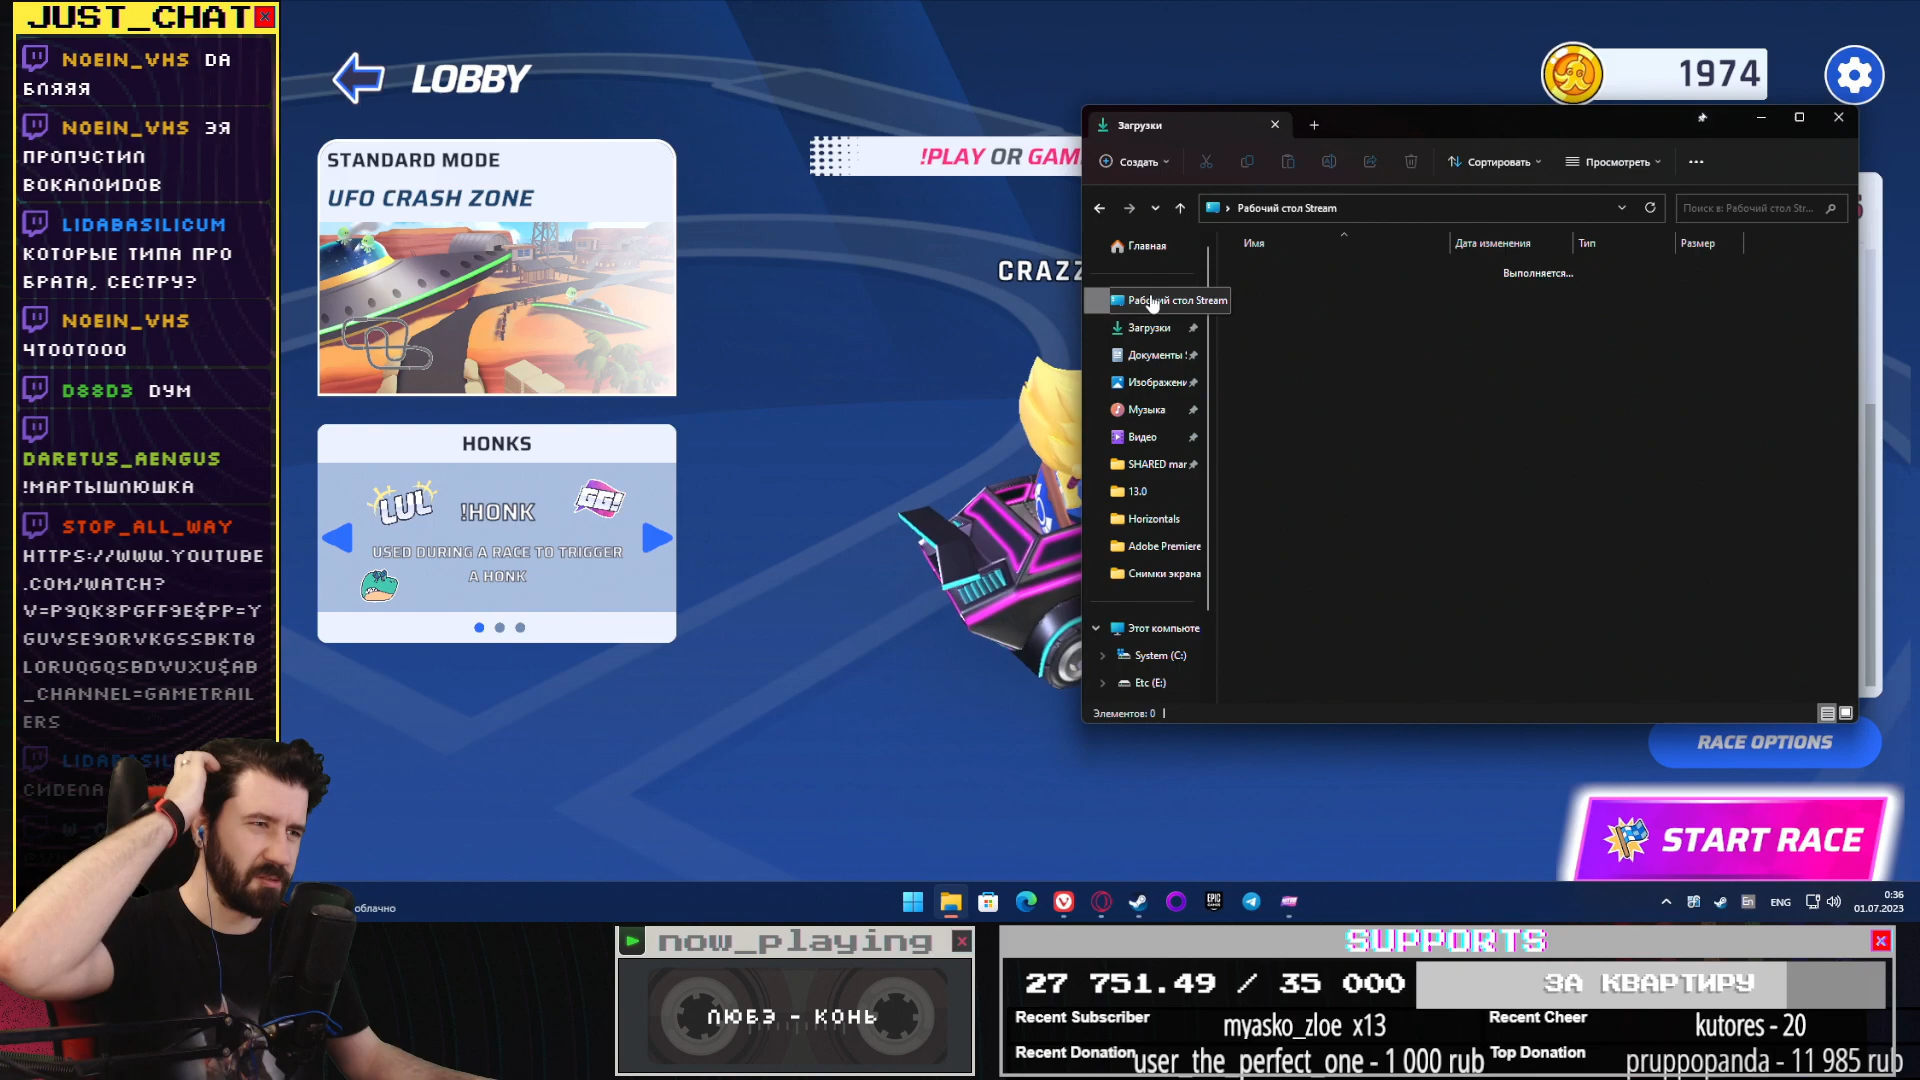 JUST_CHAT
NOEIN_VHS DA
БЛЯЯЯ
NOEIN_VHS ЭЯ
ПРОПУСТИЛ
ВОКАЛОИДОВ
LIDABASILICUM
КОТОРЫЕ ТИПА ПРО
БРАТА, СЕСТРУ?
NOEIN_VHS
ЧТООТООО
D88D3 DУМ
DARETUS_AENGUS
!МАРТЫШЛЮШКА
STOP_ALL_WAY
HTTPS://WWW.YOUTUBE
.COM/WATCH?
V=P9QK8PGFF9E&PP=Y
GUVSE9ORVKGSSBKT0
LORUQGQSBDVUXU&AB
_CHANNEL=GAMETRAIL
ERS
СИDЕЛА
LOBBY
1974
STANDARD MODE
UFO CRASH ZONE
!PLAY OR GAM
CRAZZ
HONKS
LUL
!HONK
GG!
USED DURING A RACE TO TRIGGER
A HONK
Загрузки
Создать
Сортировать
Просмотреть
Рабочий стол Stream
Поиск в: Рабочий стол Str...
Имя
Дата изменения
Тип
Размер
Выполняется...
Главная
Рабочий стол Stream
Загрузки
Документы
Изображени
Музыка
Видео
SHARED mar
13.0
Horizontals
Adobe Premiere
Снимки экрана
Этот компьюте
System (C:)
Etc (E:)
Элементов: 0
RACE OPTIONS
START RACE
облачно
EPIC
En
ENG
0:36
01.07.2023
now_playing
ЛЮБЭ - КОНЬ
SUPPORTS
27 751.49 / 35 000
ЗА КВАРТИРУ
Recent Subscriber
myasko_zloe x13
Recent Cheer
kutores - 20
Recent Donation
user_the_perfect_one - 1 000 rub
Top Donation
pruppopanda - 11 985 rub